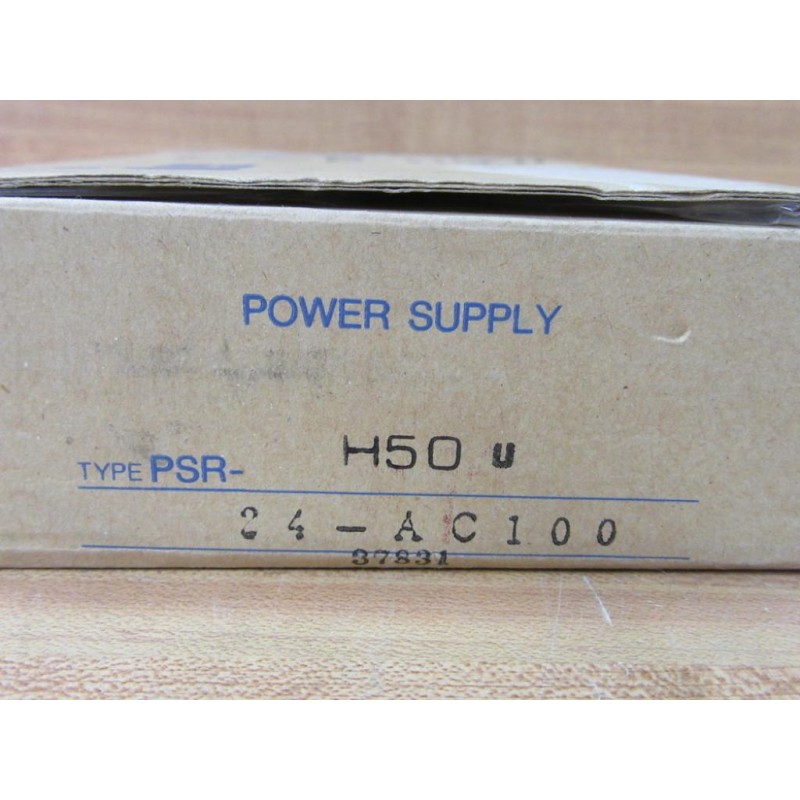 POWER SUPPLY
TYPE PSR- H50 U
24-AC100
37831